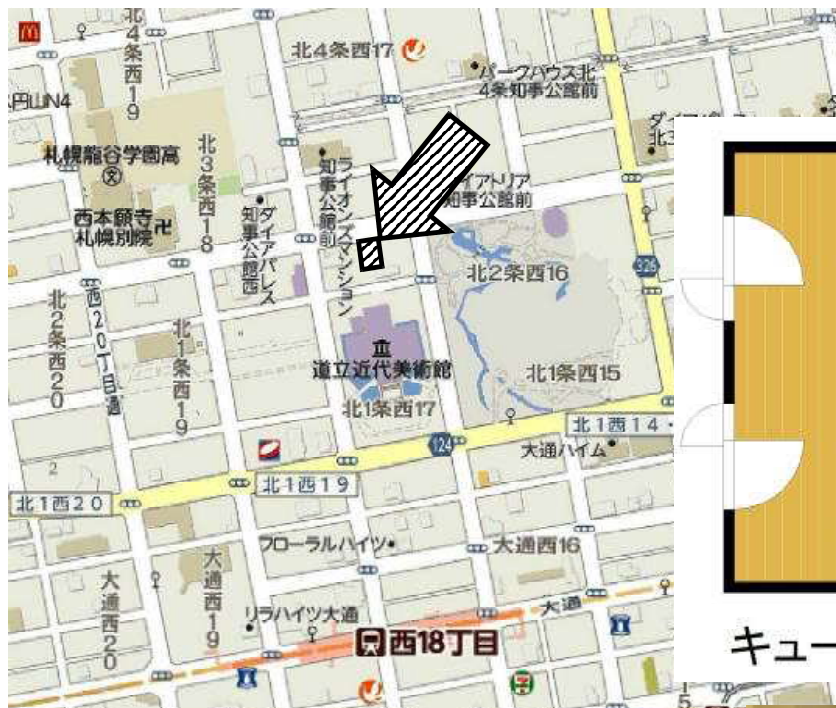 北4条西19
北4条西17
パークハウス北
4条知事公館前
円山N4
札幌龍谷学園高
文
北3条西18
ライオンズマンション
知事公館前
イアトリア
知事公館前
西本願寺
札幌別院
ダイアパレス
知事公館西
326
北2条西16
北2条西20
西20丁目通
北1条西19
道立近代美術館
北1条西15
北1条西17
北1西14・
124
大通ハイム
2
北1西19
北1西20
フローラルハイツ
大通西16
大通西20
大通西19
リラハイツ大通
大通
西18丁目
キュー